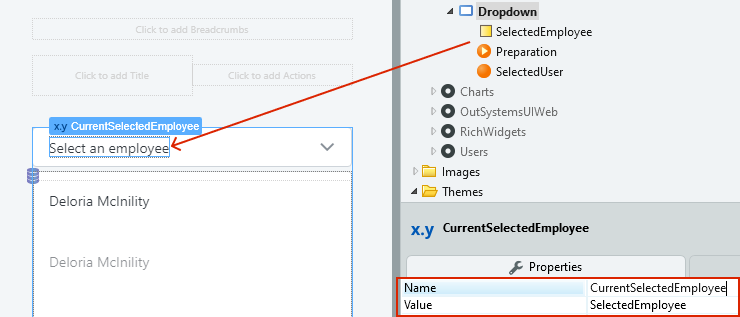 Click to add Breadcrumbs
Click to add Title
Click to add Actions
x.y CurrentSelectedEmployee
Select an employee
Deloria McInility
Deloria McInility
Dropdown
SelectedEmployee
Preparation
SelectedUser
Charts
OutSystemsUIWeb
RichWidgets
Users
Images
Themes
x.y CurrentSelectedEmployee
Properties
Name CurrentSelectedEmployee
Value SelectedEmployee